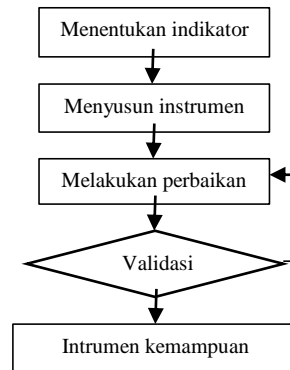 Menentukan indikator
Menyusun instrumen
Melakukan perbaikan
Validasi
Intrumen kemampuan